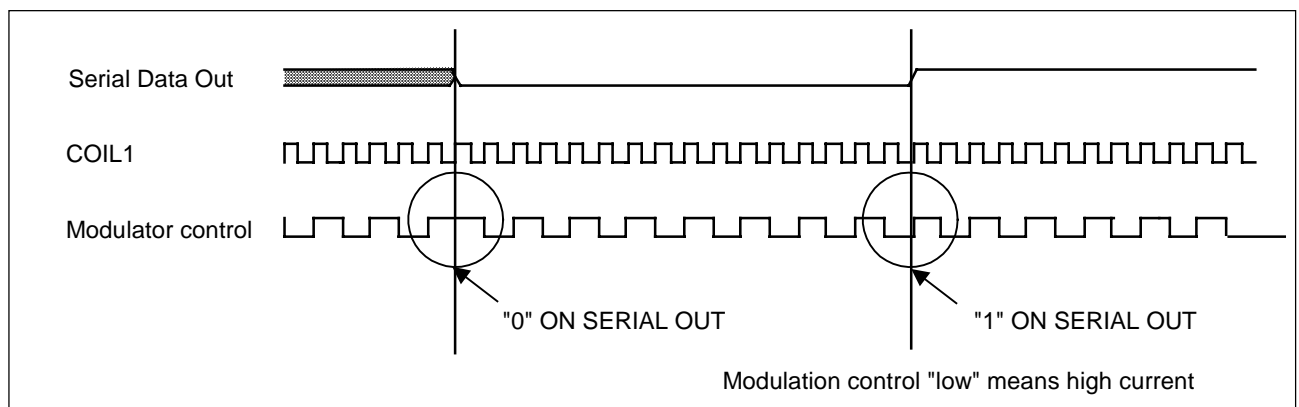 Serial Data Out
COIL1
Modulator control
"0" ON SERIAL OUT
"1" ON SERIAL OUT
Modulation control "low" means high current